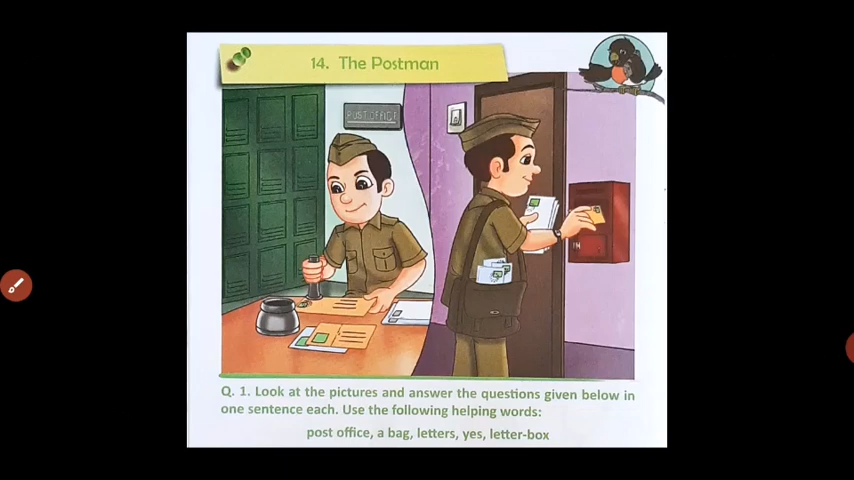 14. The Postman
POST OFFICE
Q. 1. Look at the pictures and answer the questions given below in
one sentence each. Use the following helping words:
post office, a bag, letters, yes, letter-box